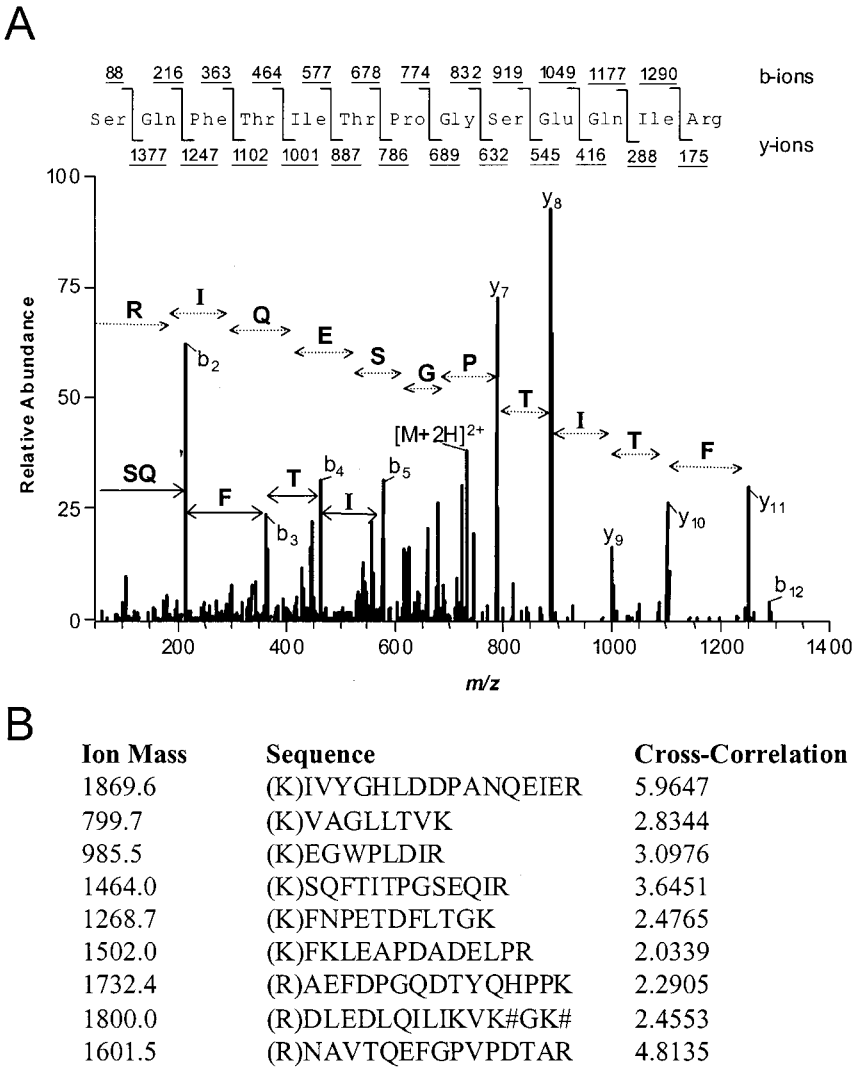 A
88 216 363 464 577 678 774 832 919 1049 1177 1290 b-ions
Ser Gln Phe Thr Ile Thr Pro Gly Ser Glu Gln Ile Arg
1377 1247 1102 1001 887 786 689 632 545 416 288 175 y-ions
100
75
50
25
0
Relative Abundance
y8
y7
R I Q E S G P
b2
T I T F
[M+2H]2+
SQ F T I
b4 b5
b3
y11
y10
y9
b12
200 400 600 800 1000 1200 1400
m/z
B
Ion Mass Sequence Cross-Correlation
1869.6 (K)IVYGHLDDPANQEIER 5.9647
799.7 (K)VAGLLTVK 2.8344
985.5 (K)EGWPLDIR 3.0976
1464.0 (K)SQFTITPGSEQIR 3.6451
1268.7 (K)FNPETDFLTGK 2.4765
1502.0 (K)FKLEAPDADELPR 2.0339
1732.4 (R)AEFDPGQDTYQHPPK 2.2905
1800.0 (R)DLEDLQILIKVK#GK# 2.4553
1601.5 (R)NAVTQEFGPVPDTAR 4.8135